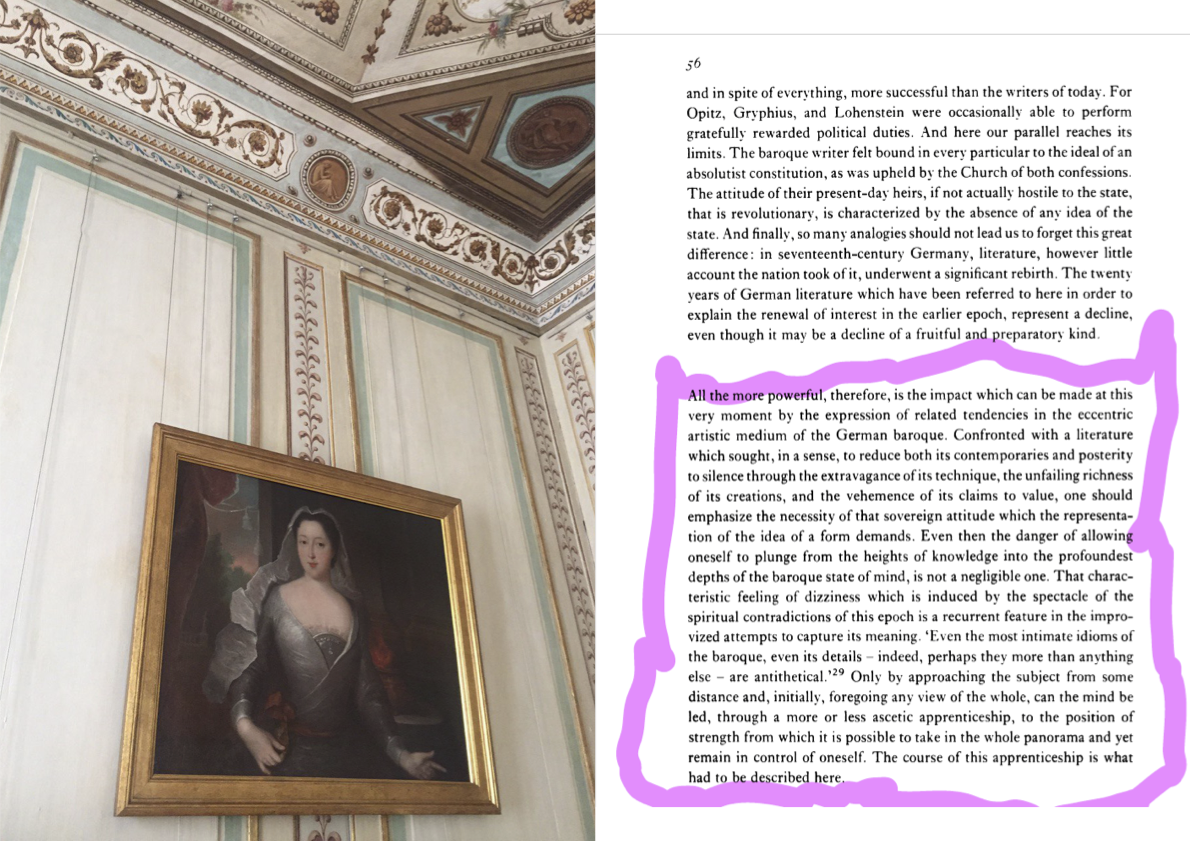 56
and in spite of everything, more successful than the writers of today. For
Opitz, Gryphius, and Lohenstein were occasionally able to perform
gratefully rewarded political duties. And here our parallel reaches its
limits. The baroque writer felt bound in every particular to the ideal of an
absolutist constitution, as was upheld by the Church of both confessions.
The attitude of their present-day heirs, if not actually hostile to the state,
that is revolutionary, is characterized by the absence of any idea of the
state. And finally, so many analogies should not lead us to forget this great
difference: in seventeenth-century Germany, literature, however little
account the nation took of it, underwent a significant rebirth. The twenty
years of German literature which have been referred to here in order to
explain the renewal of interest in the earlier epoch, represent a decline,
even though it may be a decline of a fruitful and preparatory kind.
All the more powerful, therefore, is the impact which can be made at this
very moment by the expression of related tendencies in the eccentric
artistic medium of the German baroque. Confronted with a literature
which sought, in a sense, to reduce both its contemporaries and posterity
to silence through the extravagance of its technique, the unfailing richness
of its creations, and the vehemence of its claims to value, one should
emphasize the necessity of that sovereign attitude which the representa-
tion of the idea of a form demands. Even then the danger of allowing
oneself to plunge from the heights of knowledge into the profoundest
depths of the baroque state of mind, is not a negligible one. That charac-
teristic feeling of dizziness which is induced by the spectacle of the
spiritual contradictions of this epoch is a recurrent feature in the impro-
vized attempts to capture its meaning. ‘Even the most intimate idioms of
the baroque, even its details – indeed, perhaps they more than anything
else – are antithetical.’29 Only by approaching the subject from some
distance and, initially, foregoing any view of the whole, can the mind be
led, through a more or less ascetic apprenticeship, to the position of
strength from which it is possible to take in the whole panorama and yet
remain in control of oneself. The course of this apprenticeship is what
had to be described here.